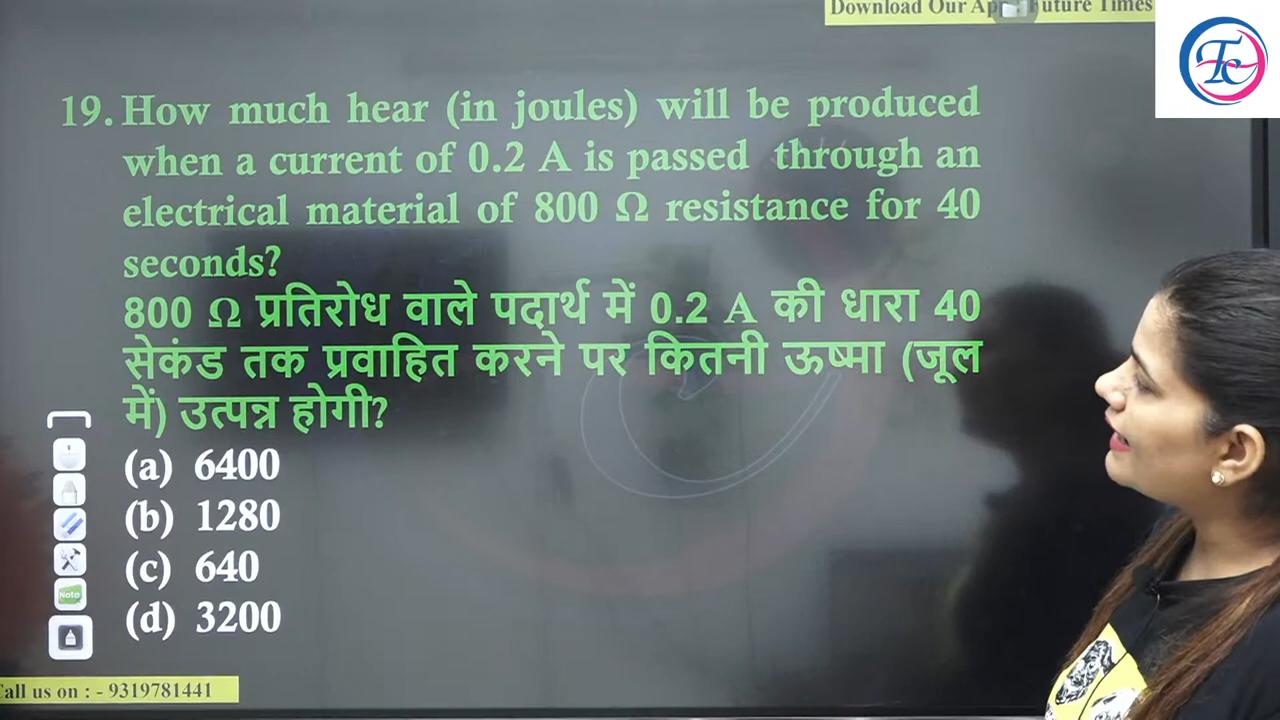 Download Our App Future Times
Tc
19. How much hear (in joules) will be produced
when a current of 0.2 A is passed through an
electrical material of 800 Ω resistance for 40
seconds?
800 Ω प्रतिरोध वाले पदार्थ में 0.2 A की धारा 40
सेकंड तक प्रवाहित करने पर कितनी ऊष्मा (जूल
में) उत्पन्न होगी?
(a) 6400
(b) 1280
(c) 640
(d) 3200
Note
Call us on : - 9319781441